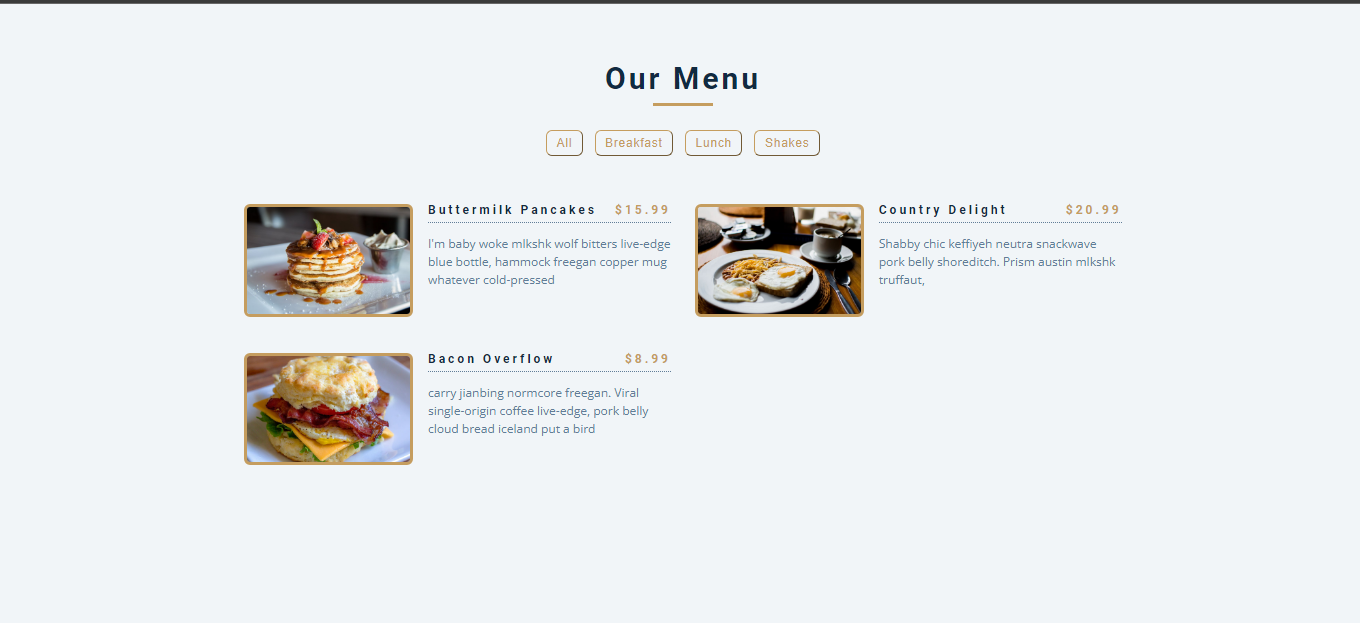 Our Menu
All Breakfast Lunch Shakes
Buttermilk Pancakes $15.99
I'm baby woke mlkshk wolf bitters live-edge
blue bottle, hammock freegan copper mug
whatever cold-pressed
Country Delight $20.99
Shabby chic keffiyeh neutra snackwave
pork belly shoreditch. Prism austin mlkshk
truffaut,
Bacon Overflow $8.99
carry jianbing normcore freegan. Viral
single-origin coffee live-edge, pork belly
cloud bread iceland put a bird